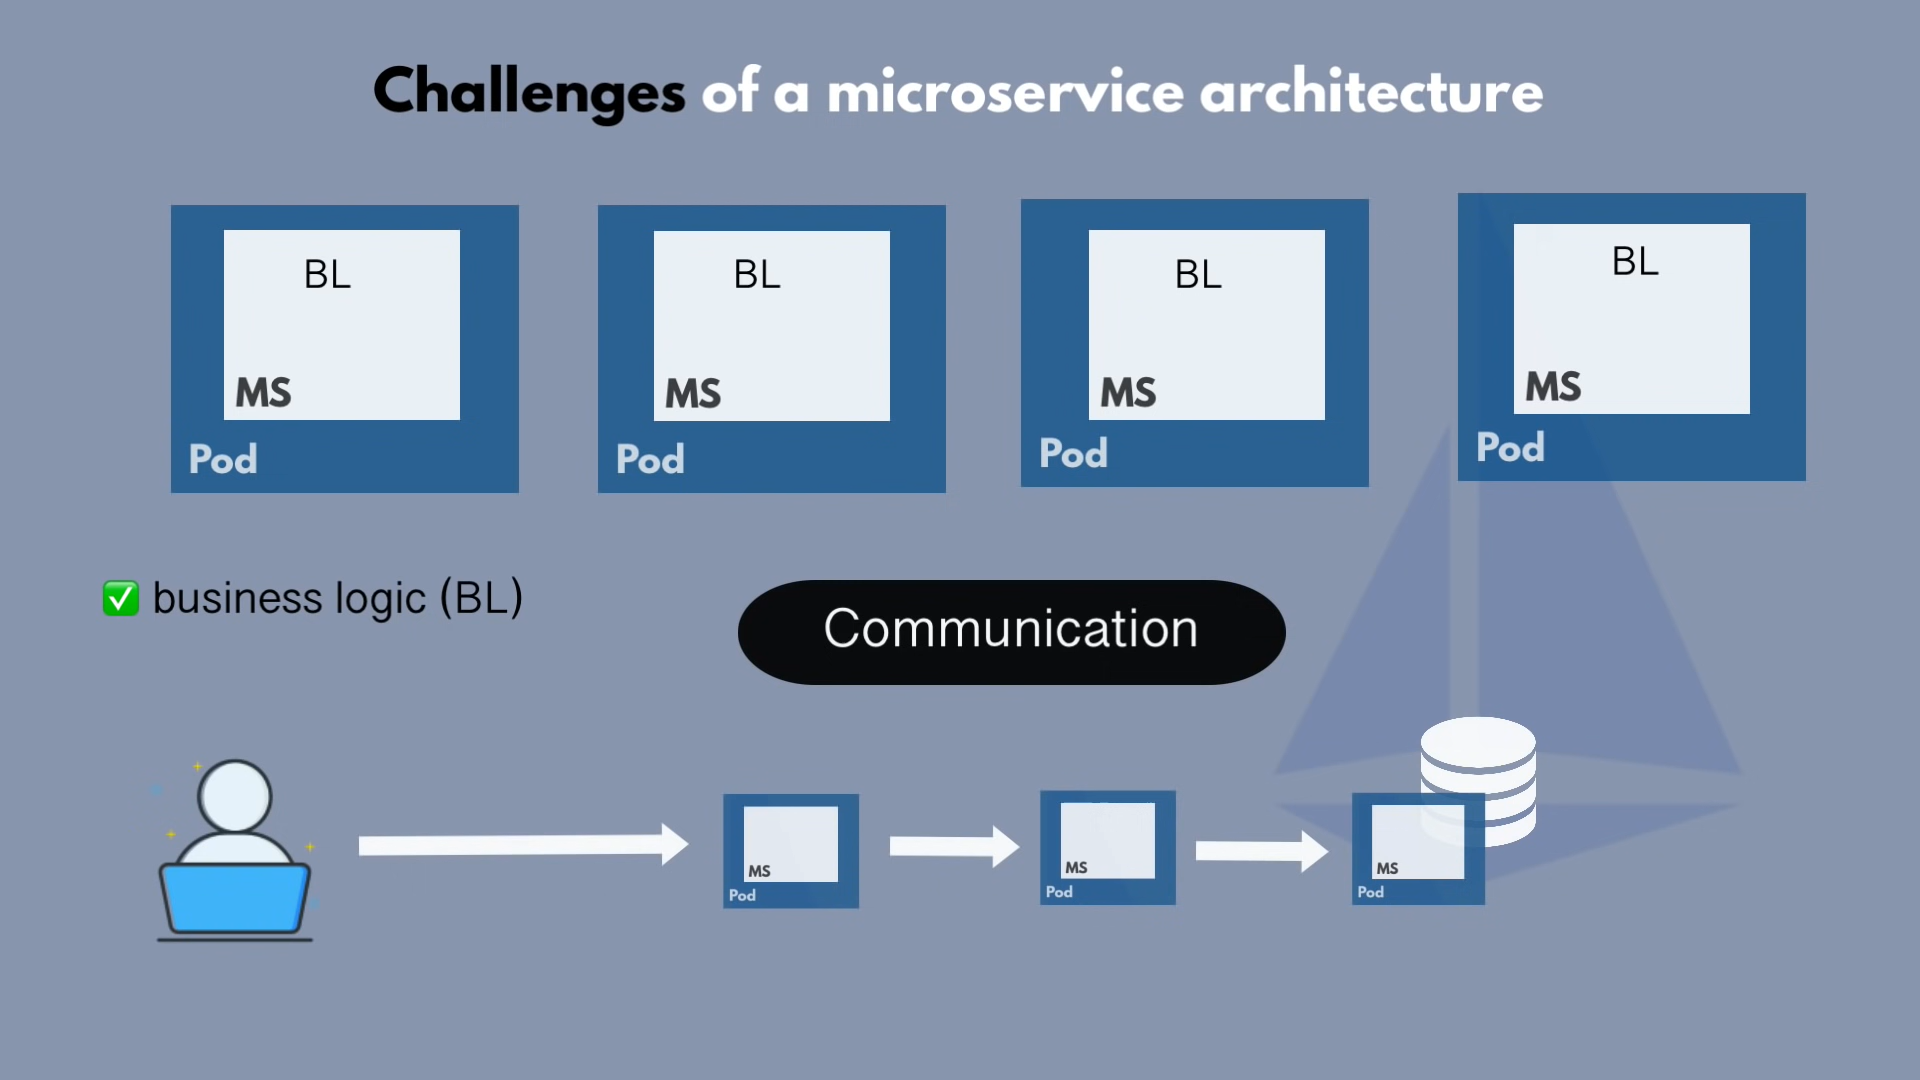 Challenges of a microservice architecture
BL
MS
Pod
BL
MS
Pod
BL
MS
Pod
BL
MS
Pod
✅ business logic (BL)
Communication
MS
Pod
MS
Pod
MS
Pod